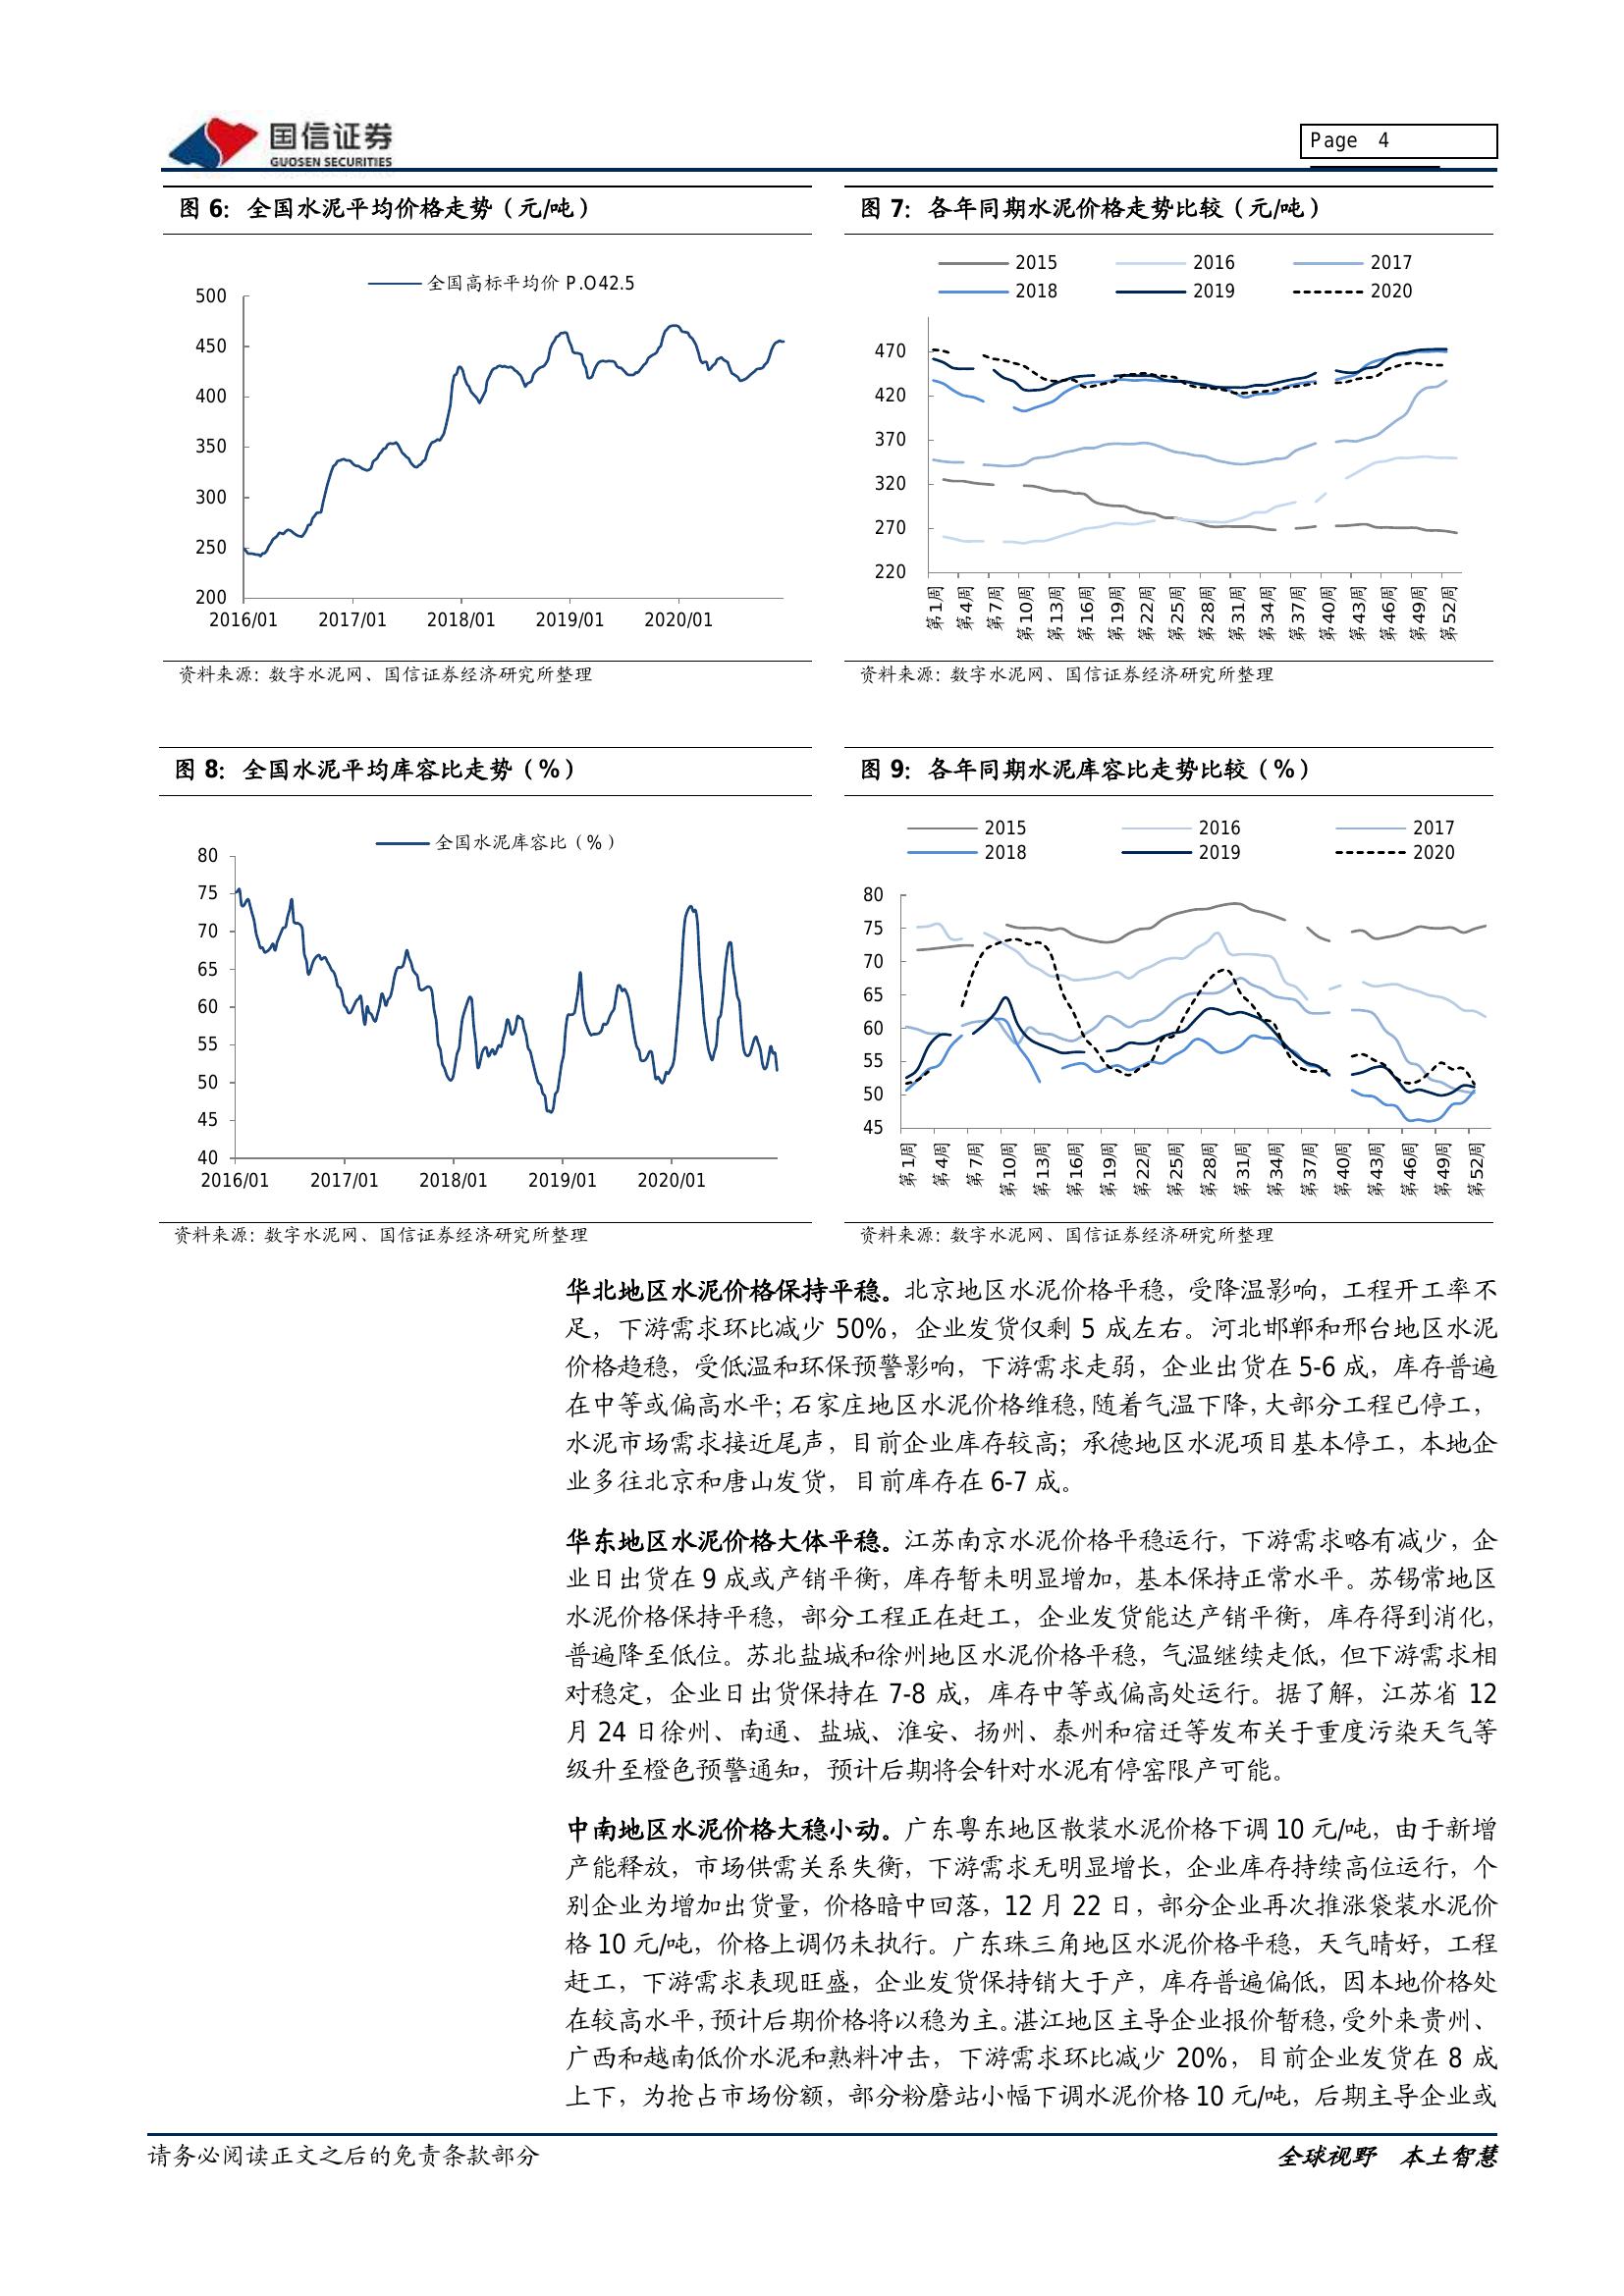 国信证券
GUOSEN SECURITIES
Page 4
图 6：全国水泥平均价格走势（元/吨）
全国高标平均价 P.O42.5
500
450
400
350
300
250
200
2016/01 2017/01 2018/01 2019/01 2020/01
资料来源：数字水泥网、国信证券经济研究所整理
图 7：各年同期水泥价格走势比较（元/吨）
2015 2016 2017
2018 2019 2020
470
420
370
320
270
220
第1周 第4周 第7周 第10周 第13周 第16周 第19周 第22周 第25周 第28周 第31周 第34周 第37周 第40周 第43周 第46周 第49周 第52周
资料来源：数字水泥网、国信证券经济研究所整理
图 8：全国水泥平均库容比走势（%）
全国水泥库容比（%）
80
75
70
65
60
55
50
45
40
2016/01 2017/01 2018/01 2019/01 2020/01
资料来源：数字水泥网、国信证券经济研究所整理
图 9：各年同期水泥库容比走势比较（%）
2015 2016 2017
2018 2019 2020
80
75
70
65
60
55
50
45
第1周 第4周 第7周 第10周 第13周 第16周 第19周 第22周 第25周 第28周 第31周 第34周 第37周 第40周 第43周 第46周 第49周 第52周
资料来源：数字水泥网、国信证券经济研究所整理
华北地区水泥价格保持平稳。北京地区水泥价格平稳，受降温影响，工程开工率不
足，下游需求环比减少 50%，企业发货仅剩 5 成左右。河北邯郸和邢台地区水泥
价格趋稳，受低温和环保预警影响，下游需求走弱，企业出货在 5-6 成，库存普遍
在中等或偏高水平；石家庄地区水泥价格维稳，随着气温下降，大部分工程已停工，
水泥市场需求接近尾声，目前企业库存较高；承德地区水泥项目基本停工，本地企
业多往北京和唐山发货，目前库存在 6-7 成。
华东地区水泥价格大体平稳。江苏南京水泥价格平稳运行，下游需求略有减少，企
业日出货在 9 成或产销平衡，库存暂未明显增加，基本保持正常水平。苏锡常地区
水泥价格保持平稳，部分工程正在赶工，企业发货能达产销平衡，库存得到消化，
普遍降至低位。苏北盐城和徐州地区水泥价格平稳，气温继续走低，但下游需求相
对稳定，企业日出货保持在 7-8 成，库存中等或偏高处运行。据了解，江苏省 12
月 24 日徐州、南通、盐城、淮安、扬州、泰州和宿迁等发布关于重度污染天气等
级升至橙色预警通知，预计后期将会针对水泥有停窑限产可能。
中南地区水泥价格大稳小动。广东粤东地区散装水泥价格下调 10 元/吨，由于新增
产能释放，市场供需关系失衡，下游需求无明显增长，企业库存持续高位运行，个
别企业为增加出货量，价格暗中回落，12 月 22 日，部分企业再次推涨袋装水泥价
格 10 元/吨，价格上调仍未执行。广东珠三角地区水泥价格平稳，天气晴好，工程
赶工，下游需求表现旺盛，企业发货保持销大于产，库存普遍偏低，因本地价格处
在较高水平，预计后期价格将以稳为主。湛江地区主导企业报价暂稳，受外来贵州、
广西和越南低价水泥和熟料冲击，下游需求环比减少 20%，目前企业发货在 8 成
上下，为抢占市场份额，部分粉磨站小幅下调水泥价格 10 元/吨，后期主导企业或
请务必阅读正文之后的免责条款部分
全球视野 本土智慧